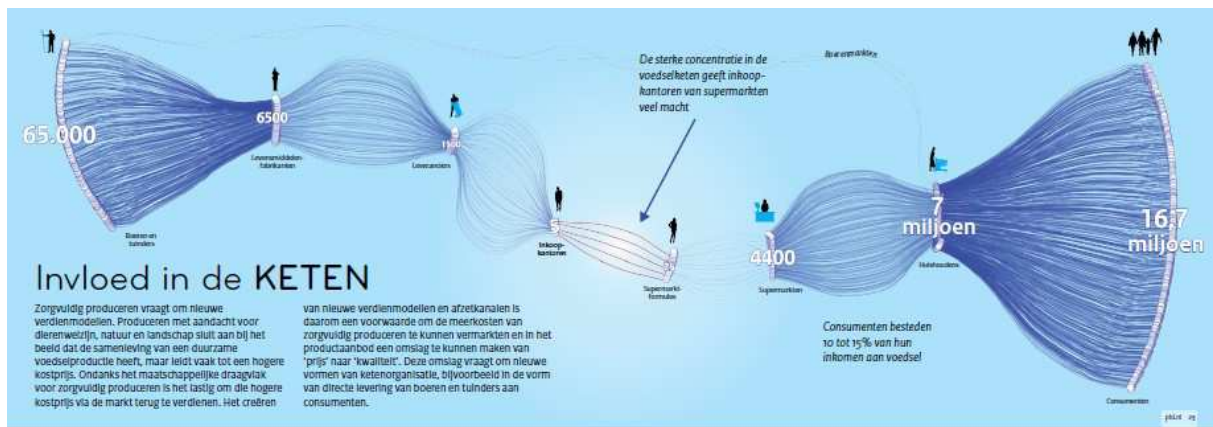 De sterke concentratie in de
voedselketen geeft inkoop-
kantoren van supermarkten
veel macht
Boerenmarkten
65.000
6500
Levensmiddelen-
fabrikanten
Leveranciers
Boeren en
tuinders
Inkoop-
kantoren
Supermarkt-
formules
4400
Supermarkten
7
miljoen
Huishoudens
16,7
miljoen
Consumenten
Consumenten besteden
10 tot 15% van hun
inkomen aan voedsel
Invloed in de KETEN
Zorgvuldig produceren vraagt om nieuwe
verdienmodellen. Produceren met aandacht voor
dierenwelzijn, natuur en landschap sluit aan bij het
beeld dat de samenleving van een duurzame
voedselproductie heeft, maar leidt vaak tot een hogere
kostprijs. Ondanks het maatschappelijke draagvlak
voor zorgvuldig produceren is het lastig om die hogere
kostprijs via de markt terug te verdienen. Het creëren
van nieuwe verdienmodellen en afzetkanalen is
daarom een voorwaarde om de meerkosten van
zorgvuldig produceren te kunnen vermarkten en in het
productaanbod een omslag te kunnen maken van
'prijs' naar 'kwaliteit'. Deze omslag vraagt om nieuwe
vormen van ketenorganisatie, bijvoorbeeld in de vorm
van directe levering van boeren en tuinders aan
consumenten.